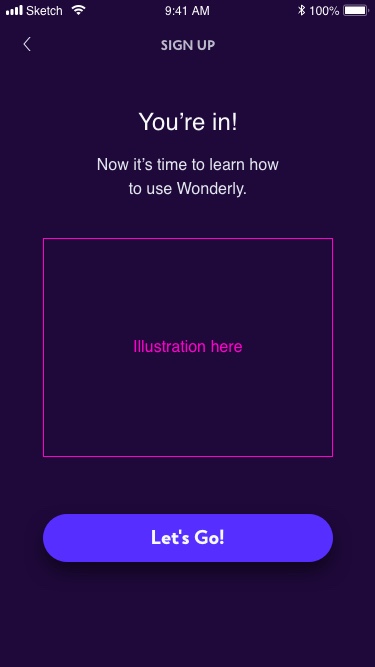 Sketch 9:41 AM 100%
SIGN UP
You’re in!
Now it’s time to learn how
to use Wonderly.
Illustration here
Let's Go!